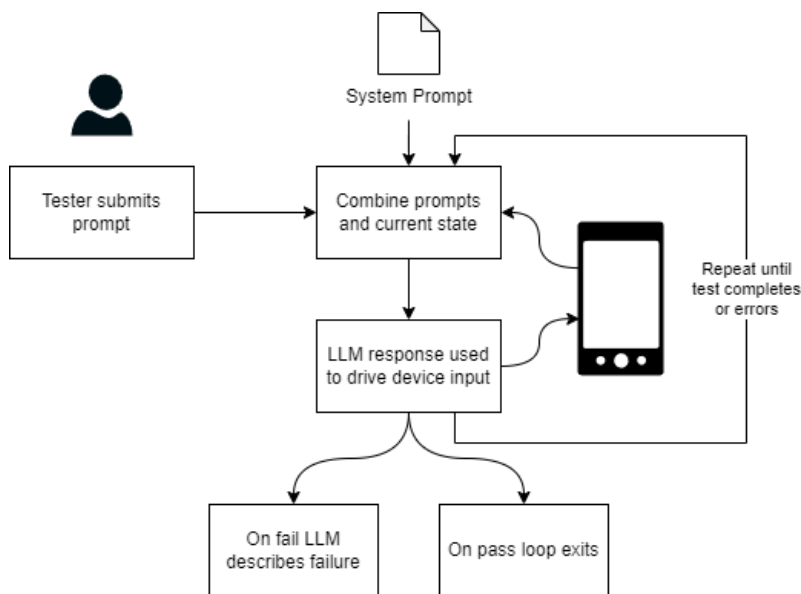 System Prompt
Tester submits
prompt
Combine prompts
and current state
Repeat until
test completes
or errors
LLM response used
to drive device input
On fail LLM
describes failure
On pass loop exits